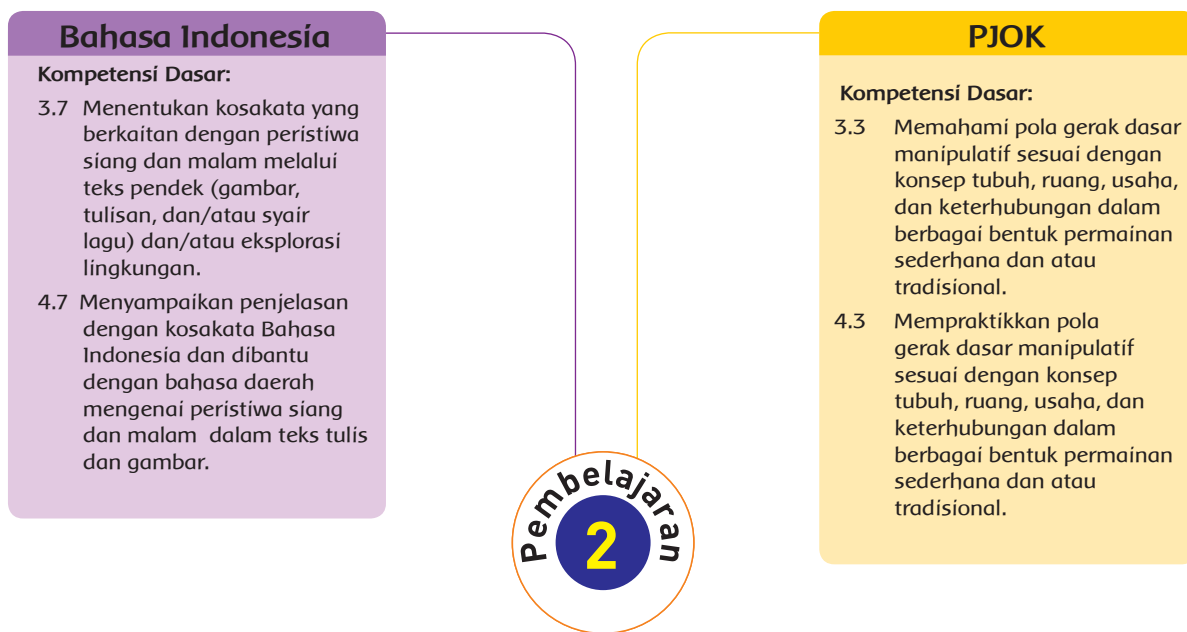 Bahasa Indonesia
Kompetensi Dasar:
3.7 Menentukan kosakata yang
berkaitan dengan peristiwa
siang dan malam melalui
teks pendek (gambar,
tulisan, dan/atau syair
lagu) dan/atau eksplorasi
lingkungan.
4.7 Menyampaikan penjelasan
dengan kosakata Bahasa
Indonesia dan dibantu
dengan bahasa daerah
mengenai peristiwa siang
dan malam dalam teks tulis
dan gambar.
PJOK
Kompetensi Dasar:
3.3 Memahami pola gerak dasar
manipulatif sesuai dengan
konsep tubuh, ruang, usaha,
dan keterhubungan dalam
berbagai bentuk permainan
sederhana dan atau
tradisional.
4.3 Mempraktikkan pola
gerak dasar manipulatif
sesuai dengan konsep
tubuh, ruang, usaha, dan
keterhubungan dalam
berbagai bentuk permainan
sederhana dan atau
tradisional.
Pembelajaran
2